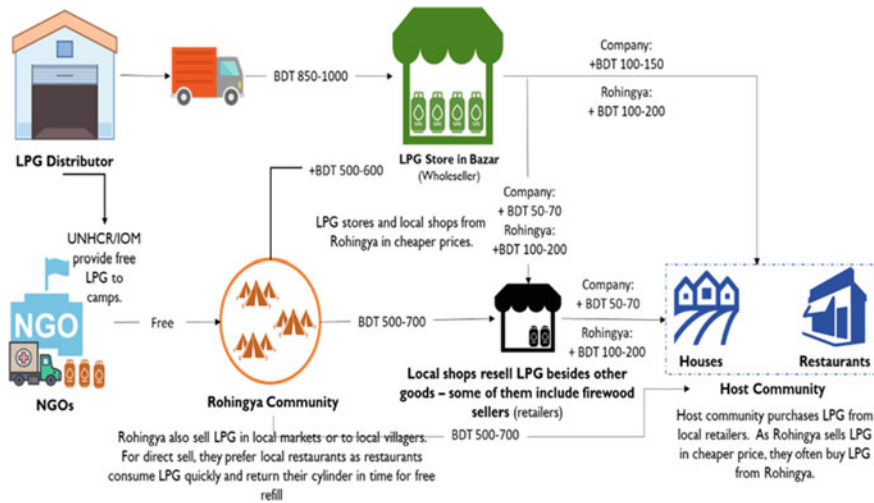 LPG Distributor
BDT 850-1000
LPG Store in Bazar
(Wholeseller)
Company:
+BDT 100-150
Rohingya:
+ BDT 100-200
+BDT 500-600
UNHCR/IOM
provide free
LPG to
camps.
LPG stores and local shops from
Rohingya in cheaper prices.
Company:
+ BDT 50-70
Rohingya:
+BDT 100-200
NGO
NGOs
Free
Rohingya Community
BDT 500-700
Company:
+ BDT 50-70
Rohingya:
+ BDT 100-200
Local shops resell LPG besides other
goods – some of them include firewood
sellers (retailers)
Houses
Restaurants
Host Community
Rohingya also sell LPG in local markets or to local villagers.
For direct sell, they prefer local restaurants as restaurants
consume LPG quickly and return their cylinder in time for free
refill
BDT 500-700
Host community purchases LPG from
local retailers. As Rohingya sells LPG
in cheaper price, they often buy LPG
from Rohingya.